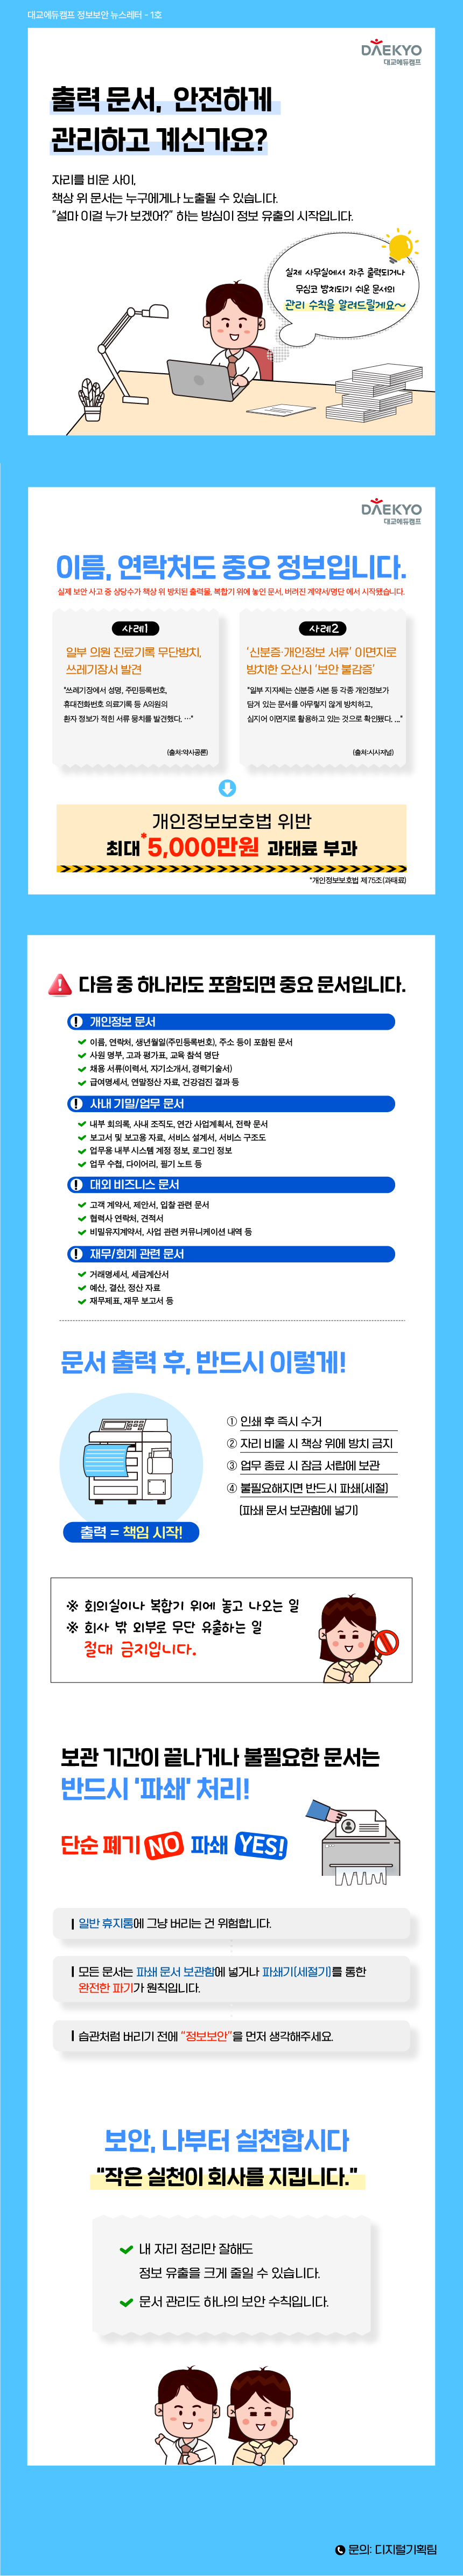 대교에듀캠프 정보보안 뉴스레터 - 1호
DAEKYO
대교에듀캠프
출력 문서, 안전하게
관리하고 계신가요?
자리를 비운 사이,
책상 위 문서는 누구에게나 노출될 수 있습니다.
"설마 이걸 누가 보겠어?" 하는 방심이 정보 유출의 시작입니다.
실제 사무실에서 자주 출력되거나
무심코 방치되기 쉬운 문서의
관리 수칙을 알려드릴게요~
DAEKYO
대교에듀캠프
이름, 연락처도 중요 정보입니다.
실제 보안 사고 중 상당수가 책상 위 방치된 출력물, 복합기 위에 놓인 문서, 버려진 계약서/명단 에서 시작됐습니다.
사례1
일부 의원 진료기록 무단방치,
쓰레기장서 발견
"쓰레기장에서 성명, 주민등록번호,
휴대전화번호 의료기록 등 A의원의
환자 정보가 적힌 서류 뭉치를 발견했다. …"
(출처:약사공론)
사례2
'신분증·개인정보 서류' 이면지로
방치한 오산시 '보안 불감증'
"일부 지자체는 신분증 사본 등 각종 개인정보가
담겨 있는 문서를 아무렇지 않게 방치하고,
심지어 이면지로 활용하고 있는 것으로 확인됐다. ..."
(출처:시사저널)
개인정보보호법 위반
최대 *5,000만원 과태료 부과
*개인정보보호법 제75조(과태료)
다음 중 하나라도 포함되면 중요 문서입니다.
개인정보 문서
이름, 연락처, 생년월일(주민등록번호), 주소 등이 포함된 문서
사원 명부, 고과 평가표, 교육 참석 명단
채용 서류(이력서, 자기소개서, 경력기술서)
급여명세서, 연말정산 자료, 건강검진 결과 등
사내 기밀/업무 문서
내부 회의록, 사내 조직도, 연간 사업계획서, 전략 문서
보고서 및 보고용 자료, 서비스 설계서, 서비스 구조도
업무용 내부 시스템 계정 정보, 로그인 정보
업무 수첩, 다이어리, 필기 노트 등
대외 비즈니스 문서
고객 계약서, 제안서, 입찰 관련 문서
협력사 연락처, 견적서
비밀유지계약서, 사업 관련 커뮤니케이션 내역 등
재무/회계 관련 문서
거래명세서, 세금계산서
예산, 결산, 정산 자료
재무제표, 재무 보고서 등
문서 출력 후, 반드시 이렇게!
출력 = 책임 시작!
① 인쇄 후 즉시 수거
② 자리 비울 시 책상 위에 방치 금지
③ 업무 종료 시 잠금 서랍에 보관
④ 불필요해지면 반드시 파쇄(세절)
(파쇄 문서 보관함에 넣기)
※ 회의실이나 복합기 위에 놓고 나오는 일
※ 회사 밖 외부로 무단 유출하는 일
절대 금지입니다.
보관 기간이 끝나거나 불필요한 문서는
반드시 '파쇄' 처리!
단순 폐기 NO 파쇄 YES!
일반 휴지통에 그냥 버리는 건 위험합니다.
모든 문서는 파쇄 문서 보관함에 넣거나 파쇄기(세절기)를 통한
완전한 파기가 원칙입니다.
습관처럼 버리기 전에 "정보보안"을 먼저 생각해주세요.
보안, 나부터 실천합시다
"작은 실천이 회사를 지킵니다."
내 자리 정리만 잘해도
정보 유출을 크게 줄일 수 있습니다.
문서 관리도 하나의 보안 수칙입니다.
문의: 디지털기획팀